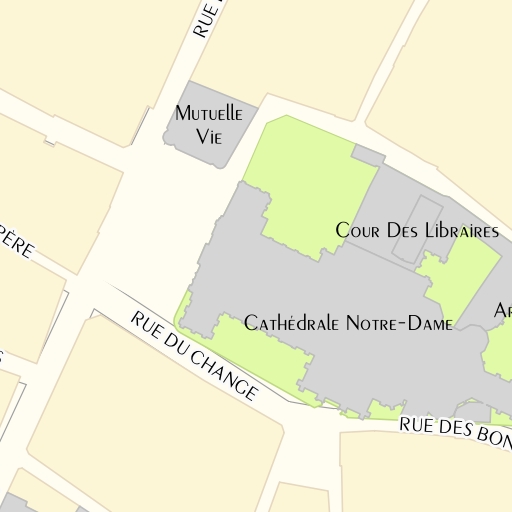 RUE
Mutuelle
Vie
Cour Des Libraires
PÈRE
Cathédrale Notre-Dame
RUE DU CHANGE
RUE DES BON